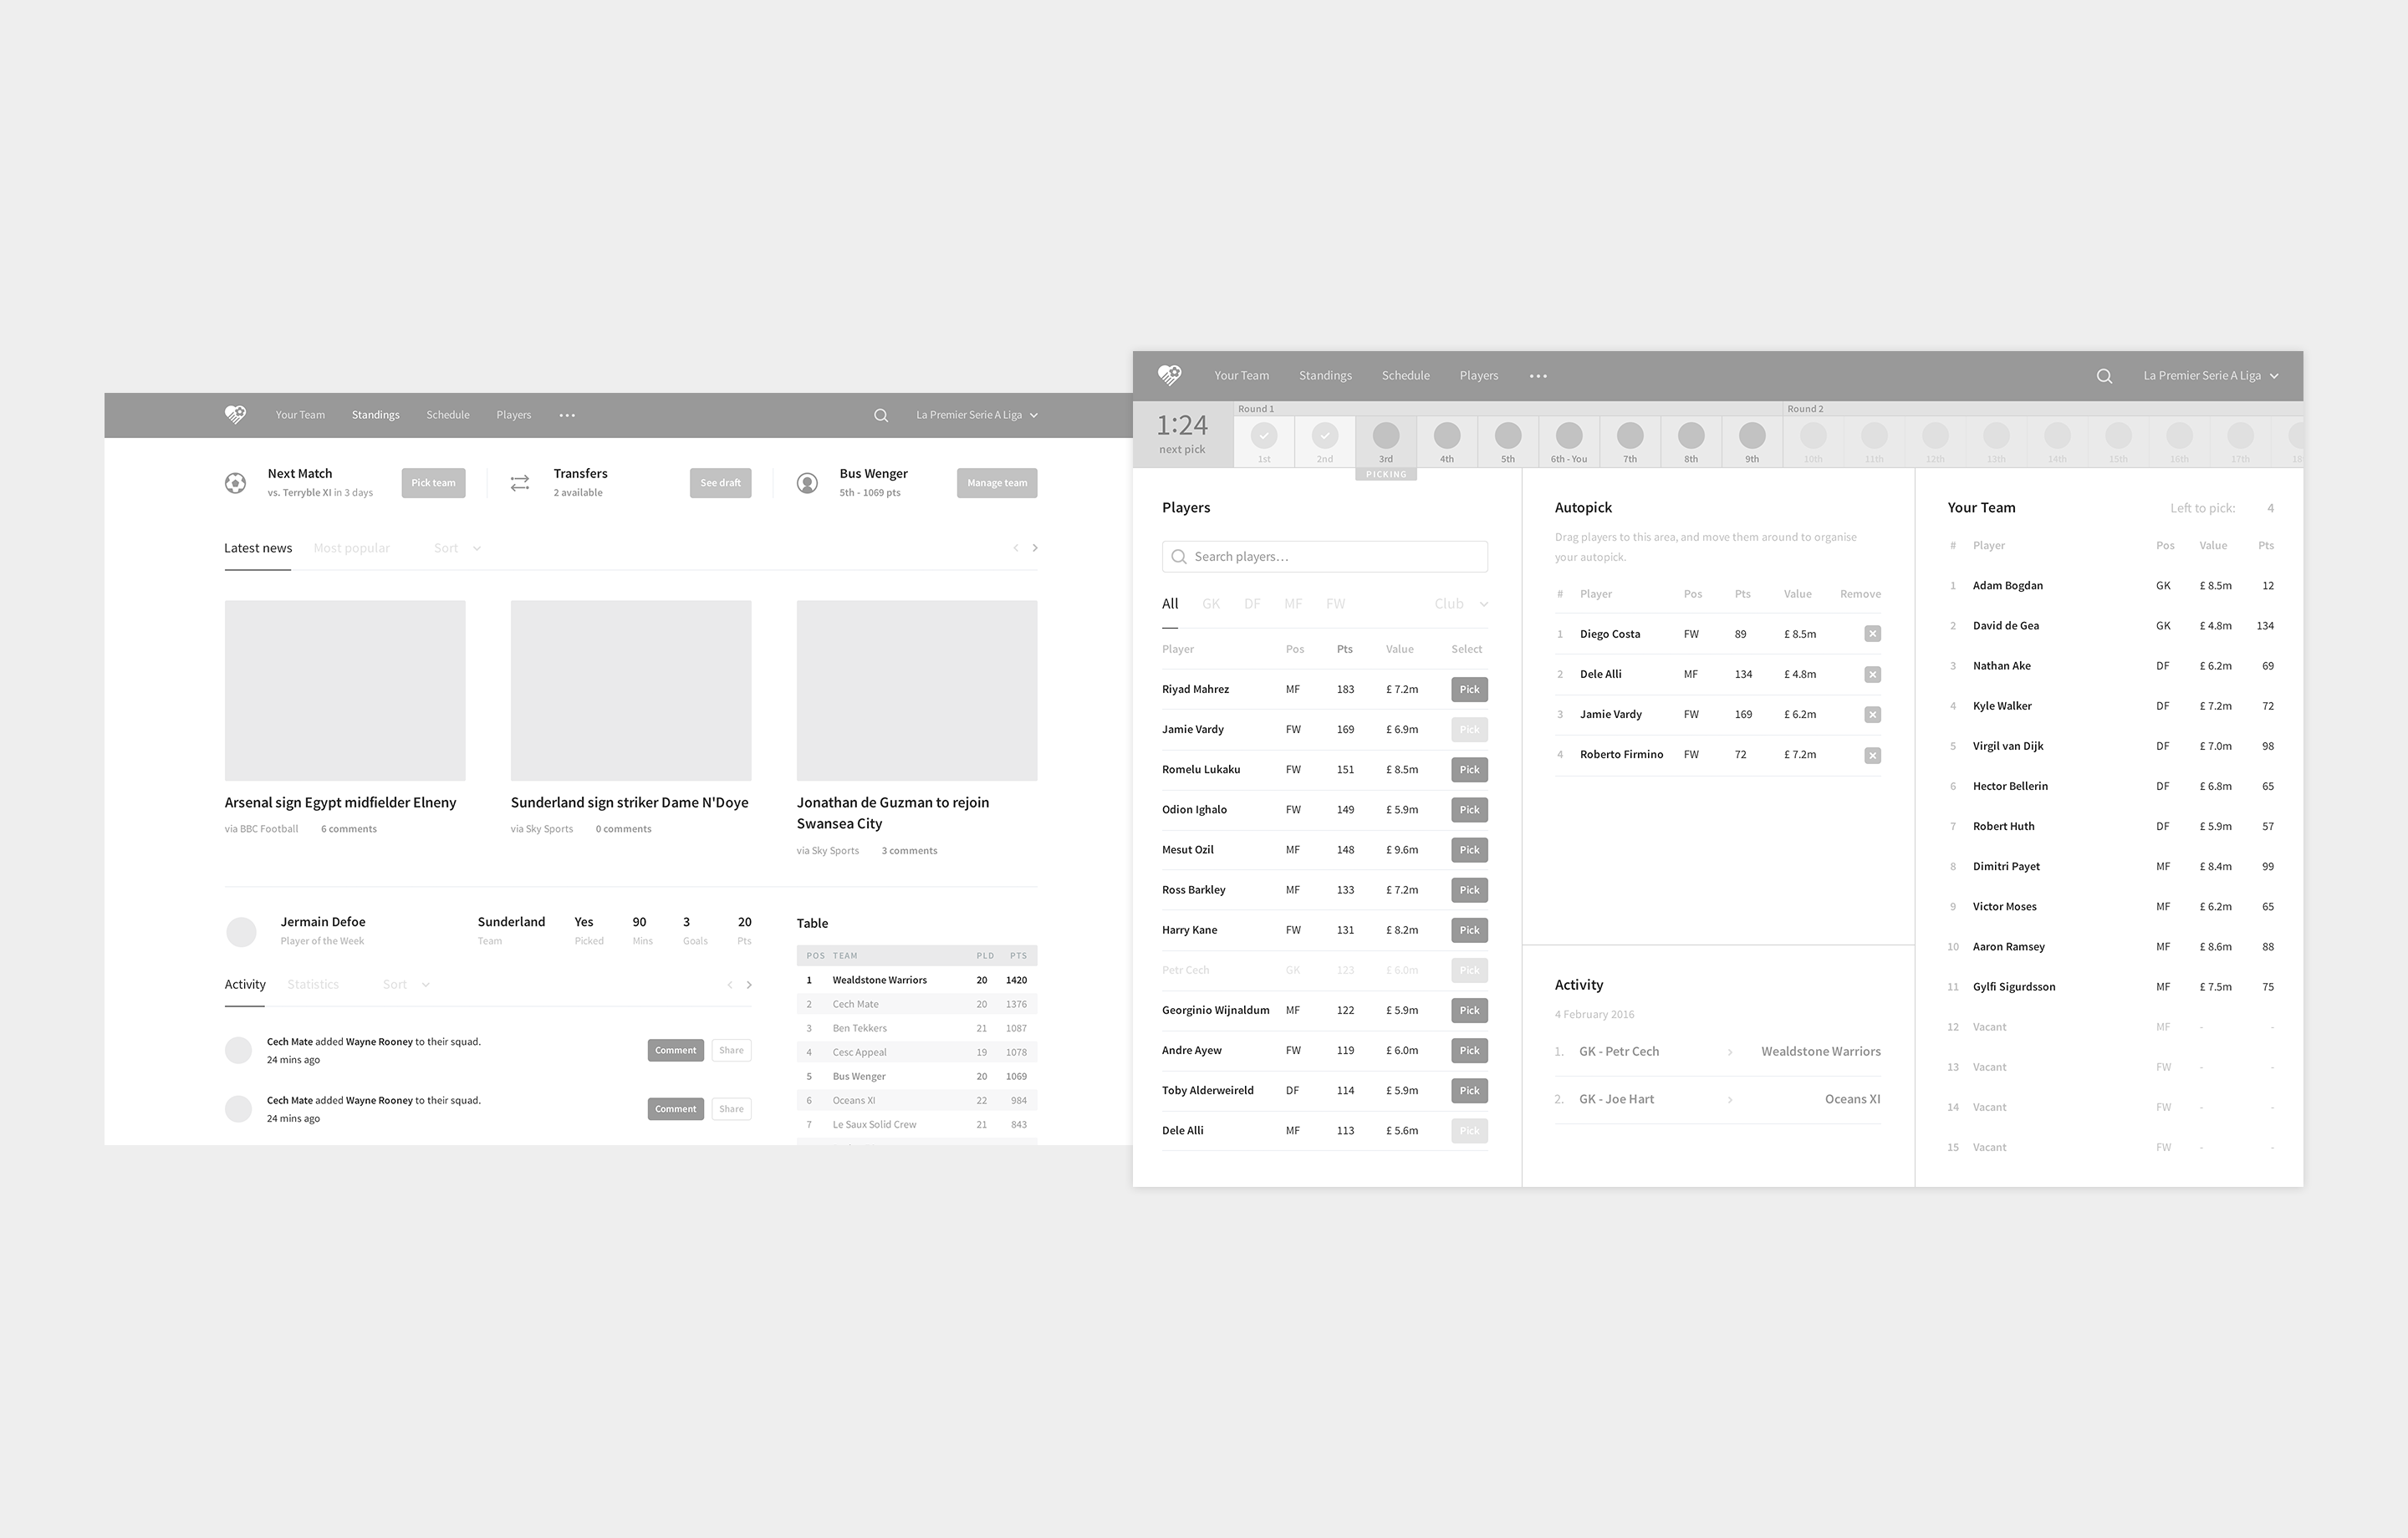 Your Team Standings Schedule Players
La Premier Serie A Liga
Next Match
vs. Terryble XI in 3 days
Pick team
Transfers
2 available
See draft
Bus Wenger
5th - 1069 pts
Manage team
Latest news Most popular Sort
Arsenal sign Egypt midfielder Elneny
via BBC Football 6 comments
Sunderland sign striker Dame N'Doye
via Sky Sports 0 comments
Jonathan de Guzman to rejoin
Swansea City
via Sky Sports 3 comments
Jermain Defoe Sunderland Yes 90 3 20
Player of the Week Team Picked Mins Goals Pts
Activity Statistics Sort
Cech Mate added Wayne Rooney to their squad.
24 mins ago
Comment Share
Cech Mate added Wayne Rooney to their squad.
24 mins ago
Comment Share
Table
POS TEAM PLD PTS
1 Wealdstone Warriors 20 1420
2 Cech Mate 20 1376
3 Ben Tekkers 21 1087
4 Cesc Appeal 19 1078
5 Bus Wenger 20 1069
6 Oceans XI 22 984
7 Le Saux Solid Crew 21 843
Your Team Standings Schedule Players
La Premier Serie A Liga
1:24
next pick
Round 1 Round 2
1st 2nd 3rd 4th 5th 6th - You 7th 8th 9th 10th 11th 12th 13th 14th 15th 16th 17th 18
PICKING
Players
Search players...
All GK DF MF FW Club
Player Pos Pts Value Select
Riyad Mahrez MF 183 £ 7.2m Pick
Jamie Vardy FW 169 £ 6.9m Pick
Romelu Lukaku FW 151 £ 8.5m Pick
Odion Ighalo FW 149 £ 5.9m Pick
Mesut Ozil MF 148 £ 9.6m Pick
Ross Barkley MF 133 £ 7.2m Pick
Harry Kane FW 131 £ 8.2m Pick
Petr Cech GK 123 £ 6.0m Pick
Georginio Wijnaldum MF 122 £ 5.9m Pick
Andre Ayew FW 119 £ 6.0m Pick
Toby Alderweireld DF 114 £ 5.9m Pick
Dele Alli MF 113 £ 5.6m Pick
Autopick
Drag players to this area, and move them around to organise
your autopick.
# Player Pos Pts Value Remove
1 Diego Costa FW 89 £ 8.5m
2 Dele Alli MF 134 £ 4.8m
3 Jamie Vardy FW 169 £ 6.2m
4 Roberto Firmino FW 72 £ 7.2m
Activity
4 February 2016
1. GK - Petr Cech Wealdstone Warriors
2. GK - Joe Hart Oceans XI
Your Team Left to pick: 4
# Player Pos Value Pts
1 Adam Bogdan GK £ 8.5m 12
2 David de Gea GK £ 4.8m 134
3 Nathan Ake DF £ 6.2m 69
4 Kyle Walker DF £ 7.2m 72
5 Virgil van Dijk DF £ 7.0m 98
6 Hector Bellerin DF £ 6.8m 65
7 Robert Huth DF £ 5.9m 57
8 Dimitri Payet MF £ 8.4m 99
9 Victor Moses MF £ 6.2m 65
10 Aaron Ramsey MF £ 8.6m 88
11 Gylfi Sigurdsson MF £ 7.5m 75
12 Vacant MF - -
13 Vacant FW - -
14 Vacant FW - -
15 Vacant FW - -